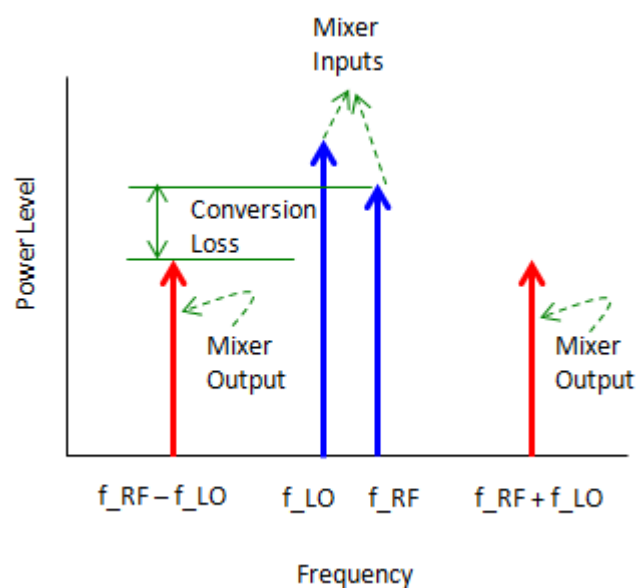 Mixer
Inputs
Conversion
Loss
Power Level
Mixer
Output
Mixer
Output
f_RF – f_LO
f_LO
f_RF
f_RF + f_LO
Frequency